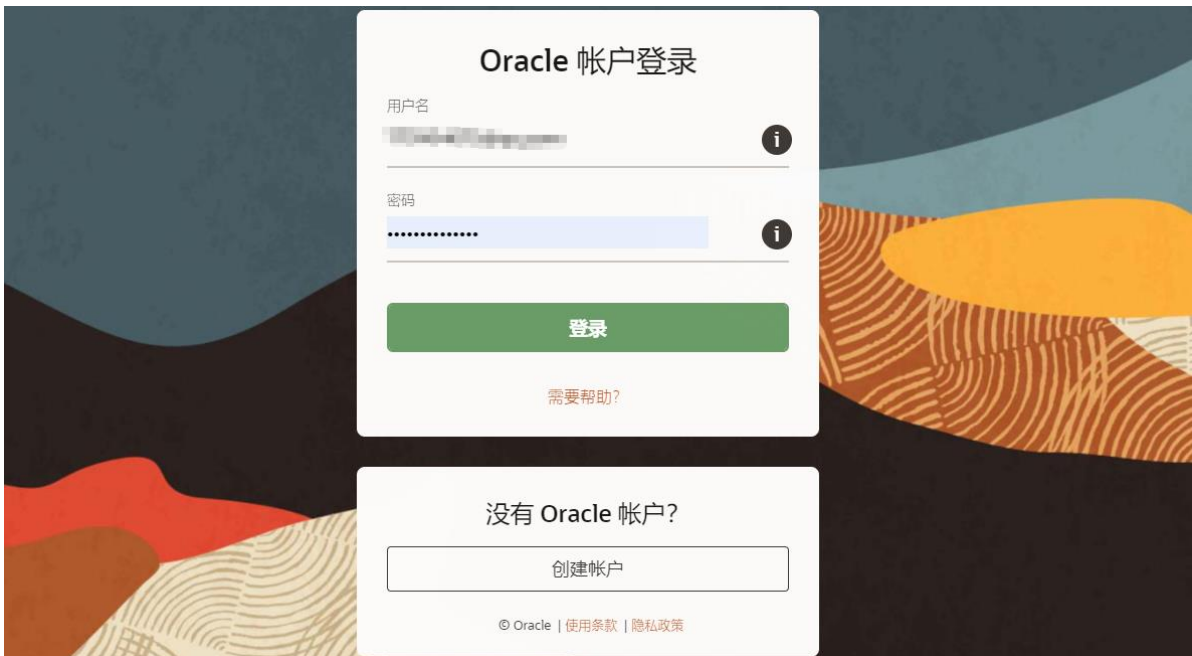 Oracle 帐户登录
用户名
密码
••••••••••••••
登录
需要帮助?
没有 Oracle 帐户?
创建帐户
© Oracle | 使用条款 | 隐私政策